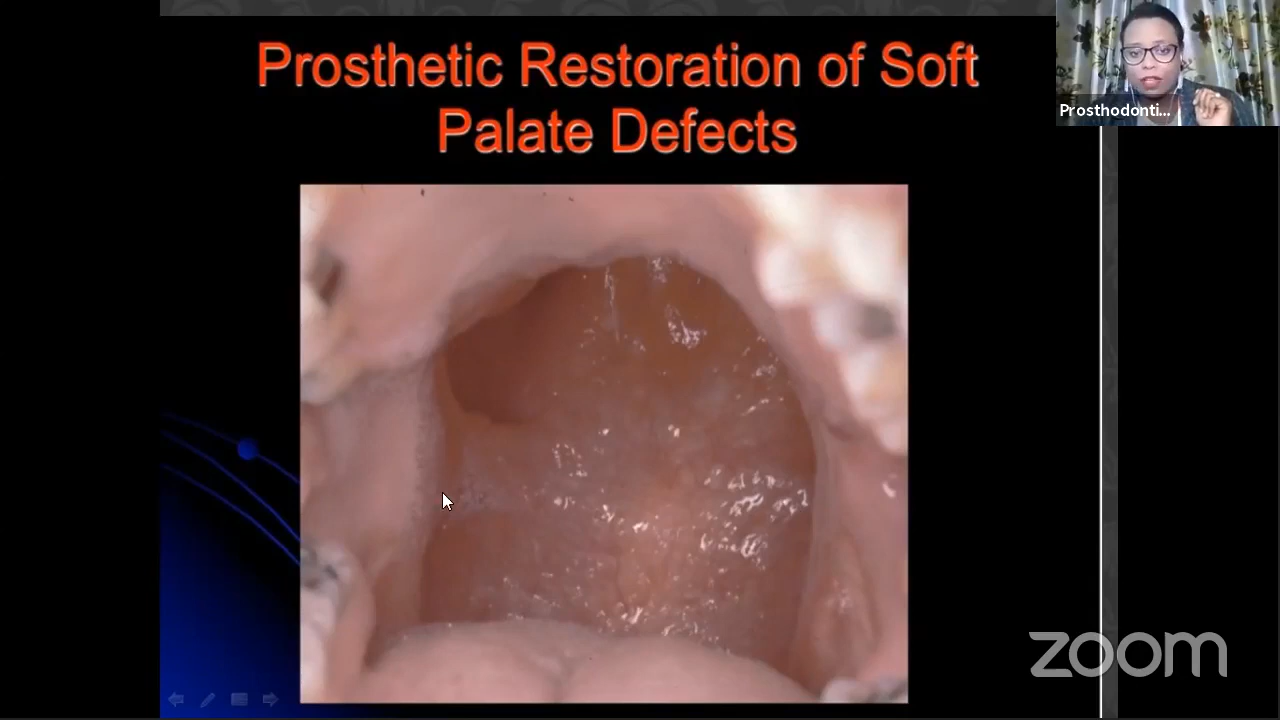 Prosthetic Restoration of Soft
Palate Defects
Prosthodonti...
zoom